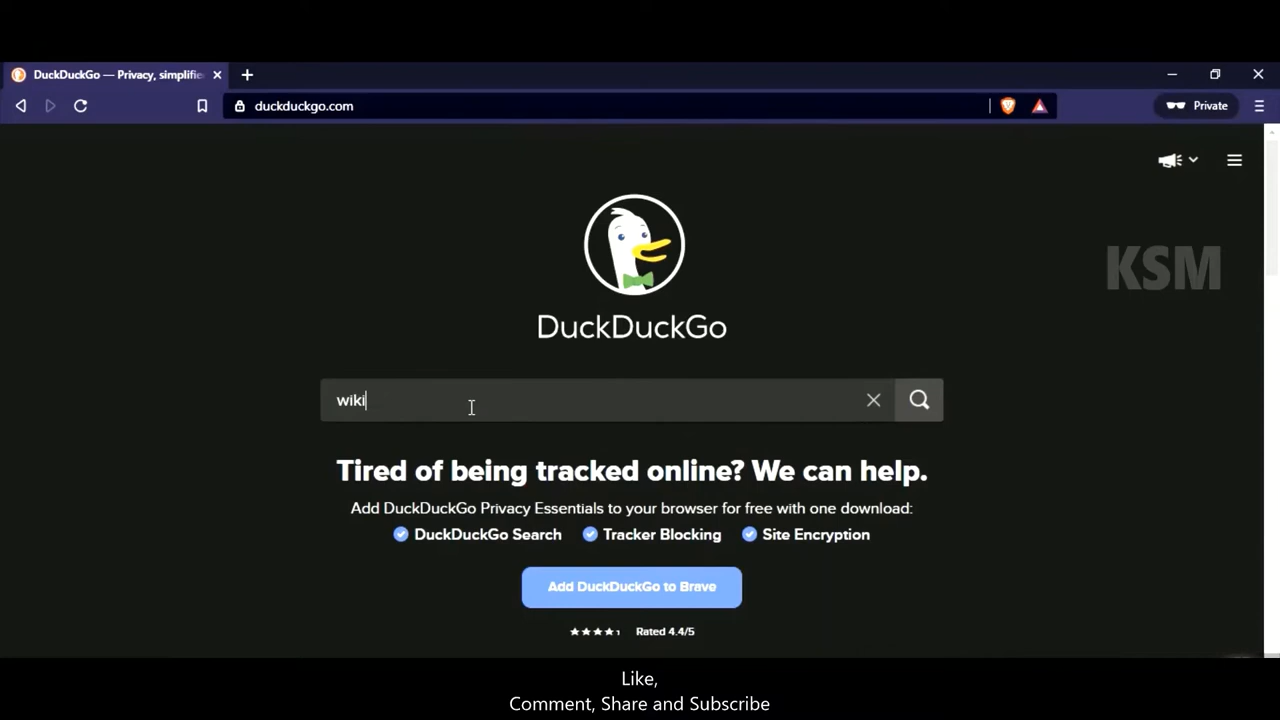 DuckDuckGo — Privacy, simplifie
duckduckgo.com
Private
KSM
DuckDuckGo
wiki
Tired of being tracked online? We can help.
Add DuckDuckGo Privacy Essentials to your browser for free with one download:
DuckDuckGo Search Tracker Blocking Site Encryption
Add DuckDuckGo to Brave
Rated 4.4/5
Like,
Comment, Share and Subscribe